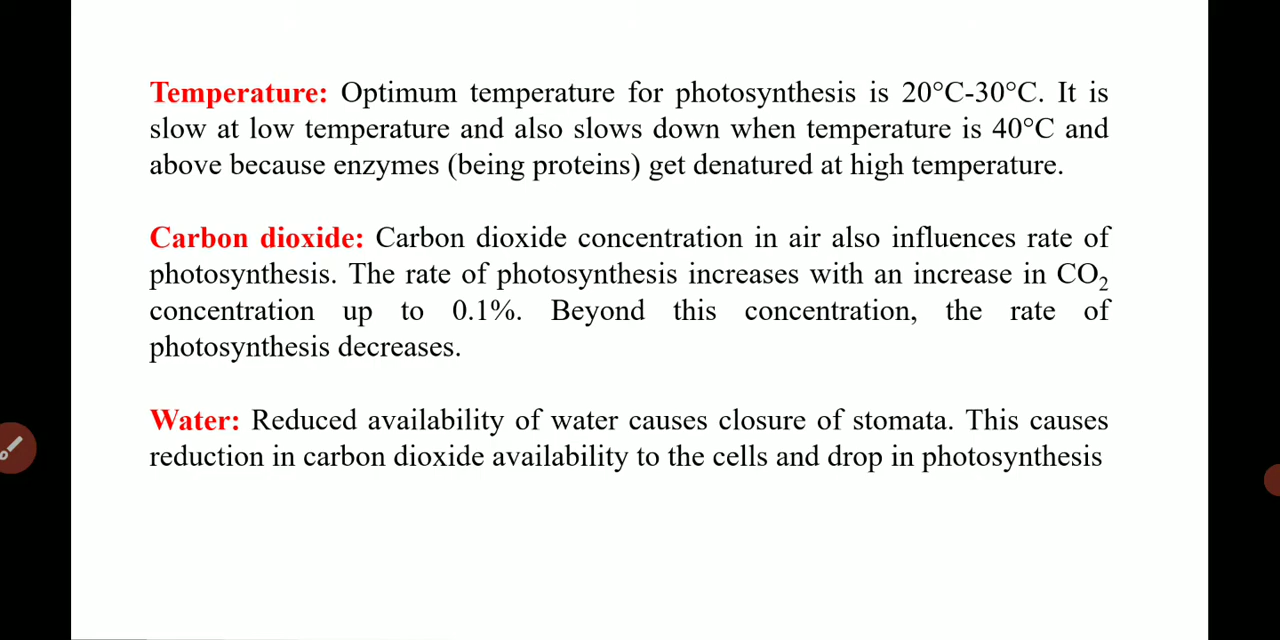 Temperature: Optimum temperature for photosynthesis is 20°C-30°C. It is
slow at low temperature and also slows down when temperature is 40°C and
above because enzymes (being proteins) get denatured at high temperature.
Carbon dioxide: Carbon dioxide concentration in air also influences rate of
photosynthesis. The rate of photosynthesis increases with an increase in CO₂
concentration up to 0.1%. Beyond this concentration, the rate of
photosynthesis decreases.
Water: Reduced availability of water causes closure of stomata. This causes
reduction in carbon dioxide availability to the cells and drop in photosynthesis